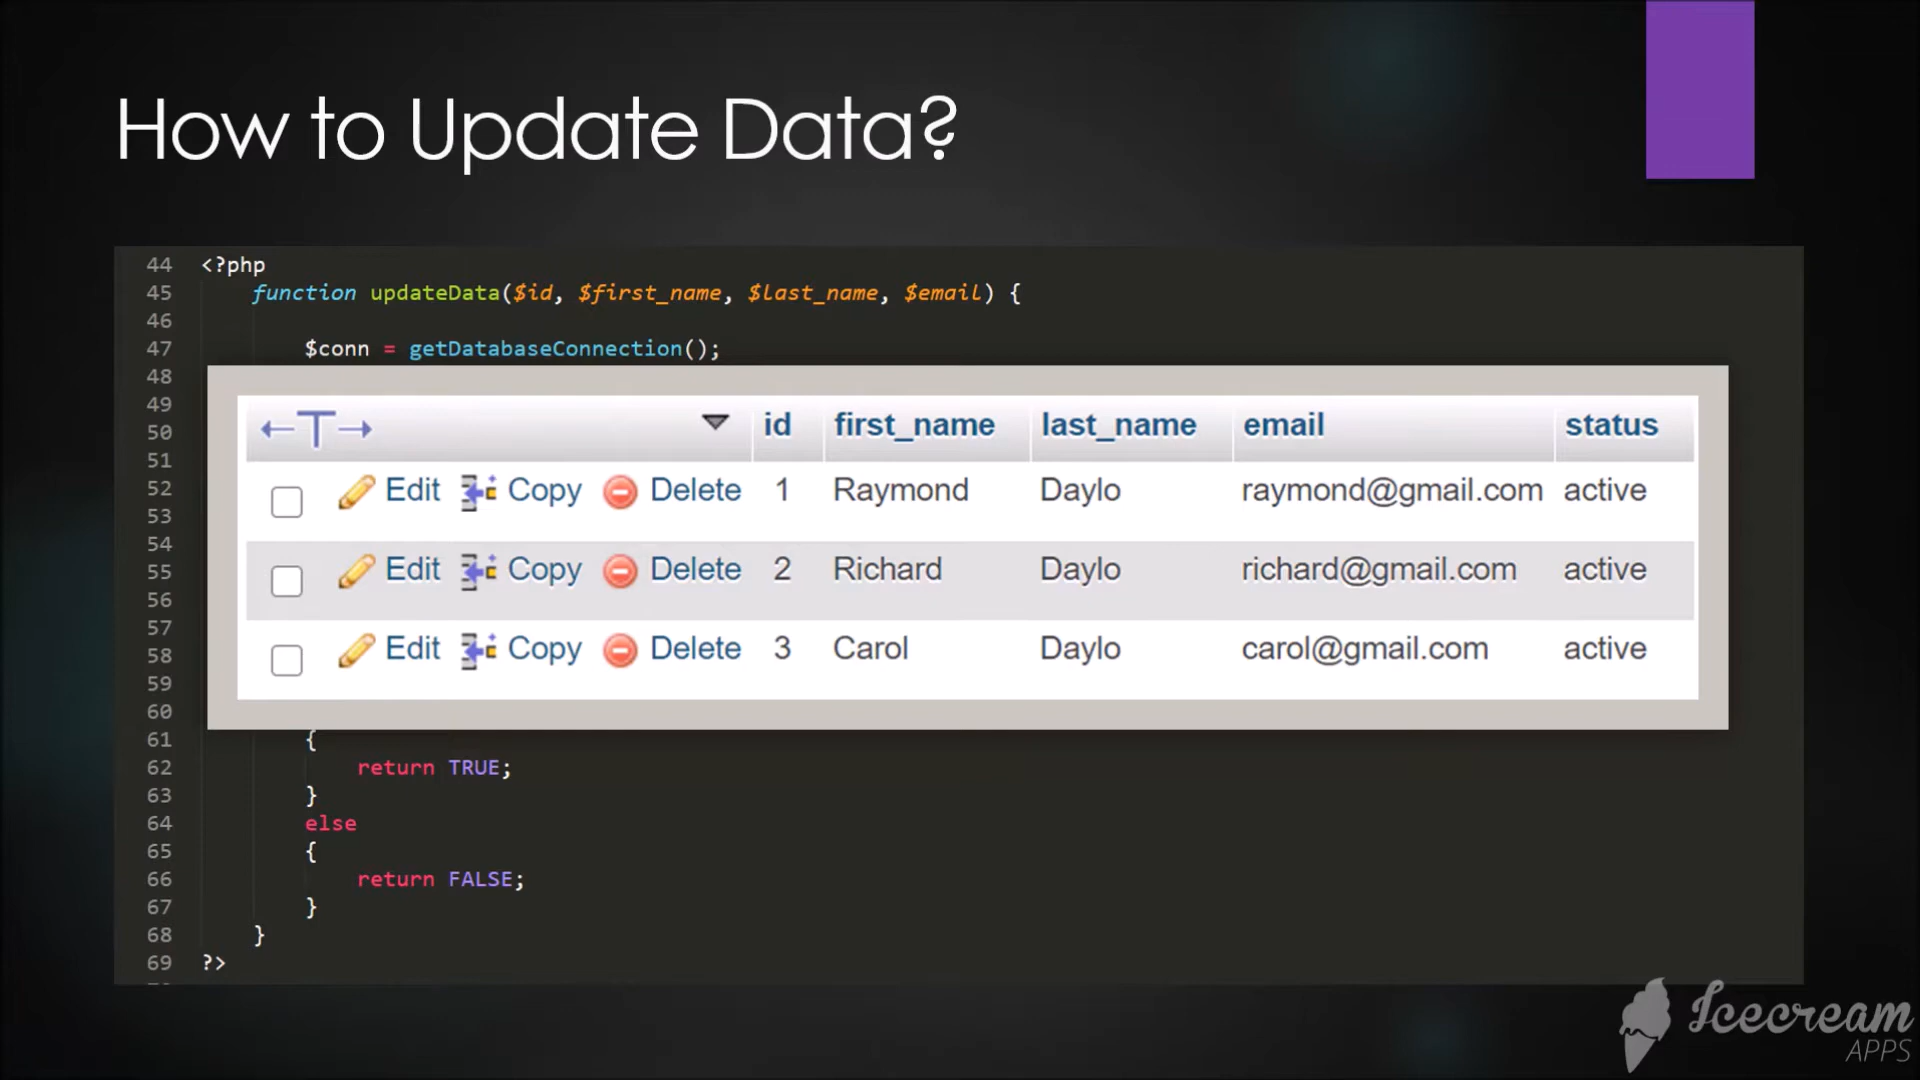 How to Update Data?
44 <?php
45 function updateData($id, $first_name, $last_name, $email) {
46
47 $conn = getDatabaseConnection();
48
49
50
51
52
53
54
55
56
57
58
59
60
id first_name last_name email status
Edit Copy Delete 1 Raymond Daylo raymond@gmail.com active
Edit Copy Delete 2 Richard Daylo richard@gmail.com active
Edit Copy Delete 3 Carol Daylo carol@gmail.com active
61 {
62 return TRUE;
63 }
64 else
65 {
66 return FALSE;
67 }
68 }
69 ?>
Icecream
APPS